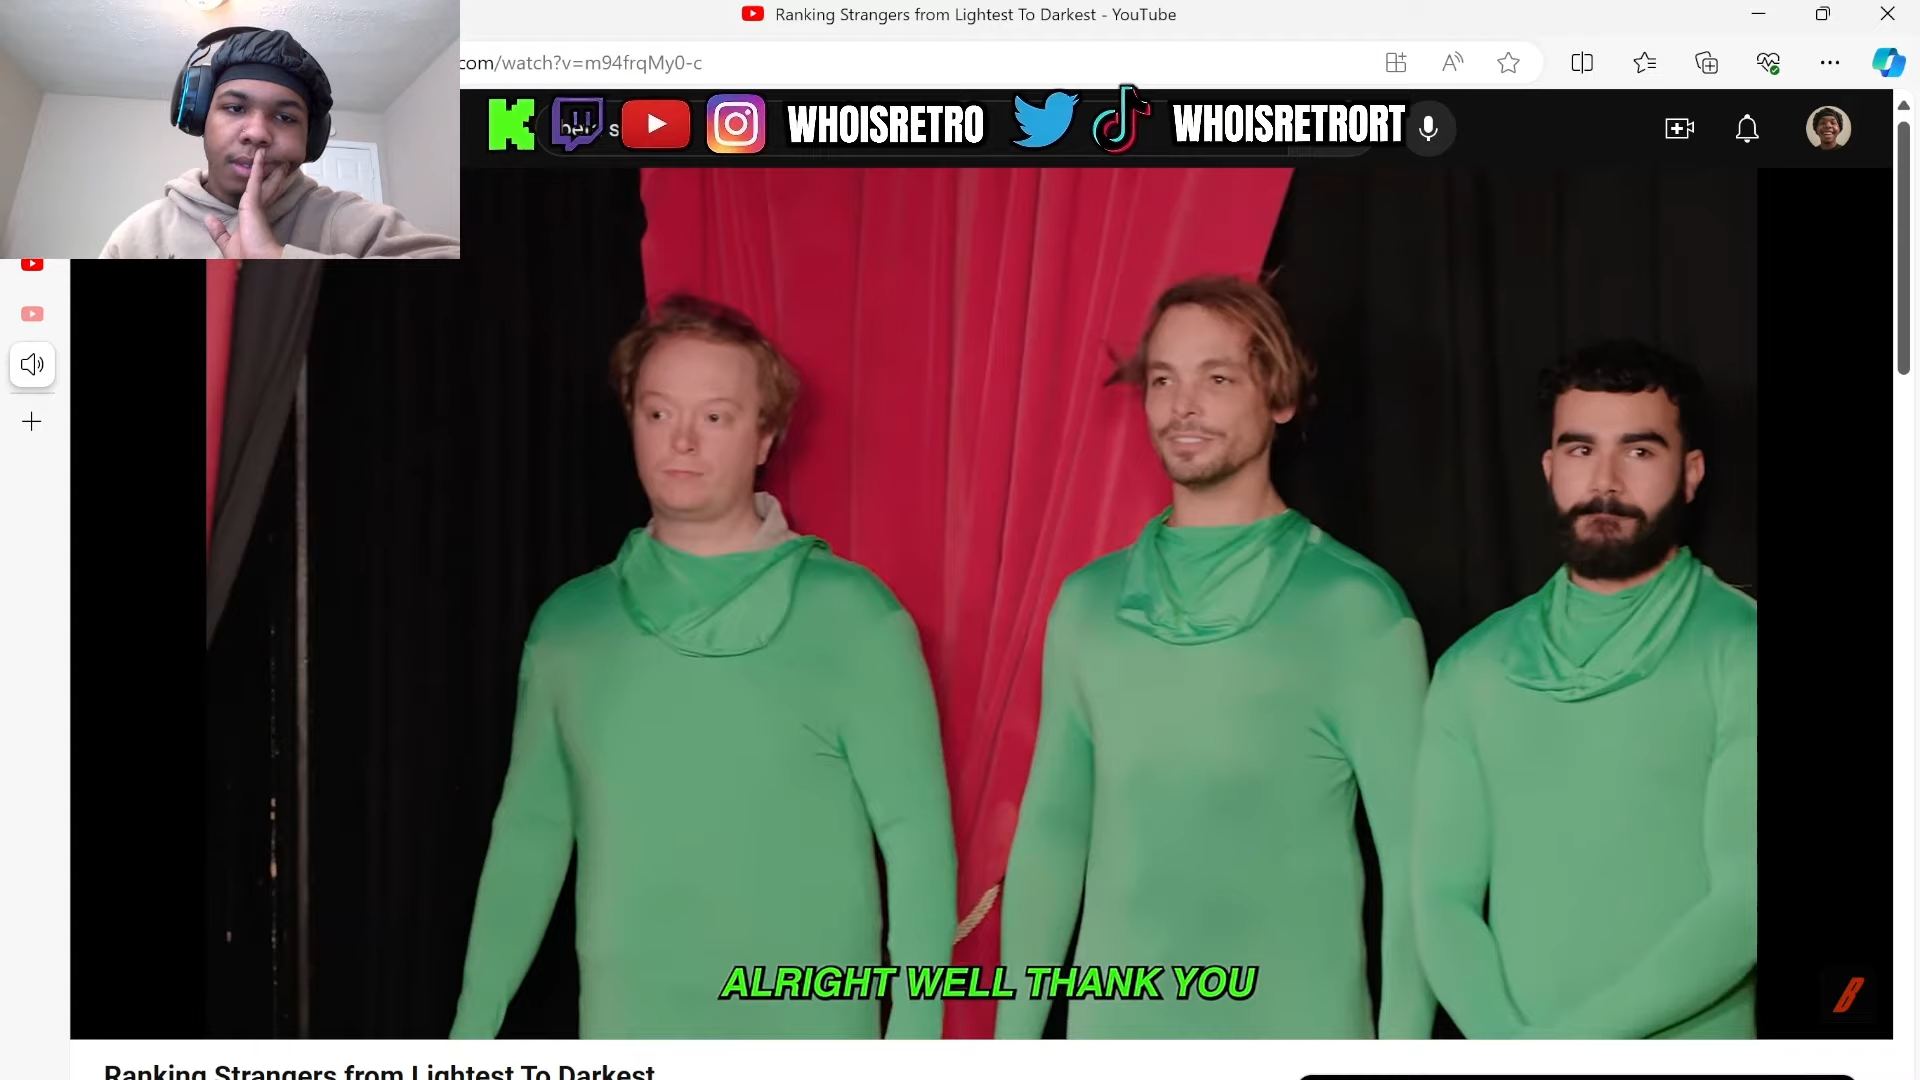 Ranking Strangers from Lightest To Darkest - YouTube
com/watch?v=m94frqMy0-c
WHOISRETRO WHOISRETRORT
ALRIGHT WELL THANK YOU
B
Ranking Strangers from Lightest To Darkest